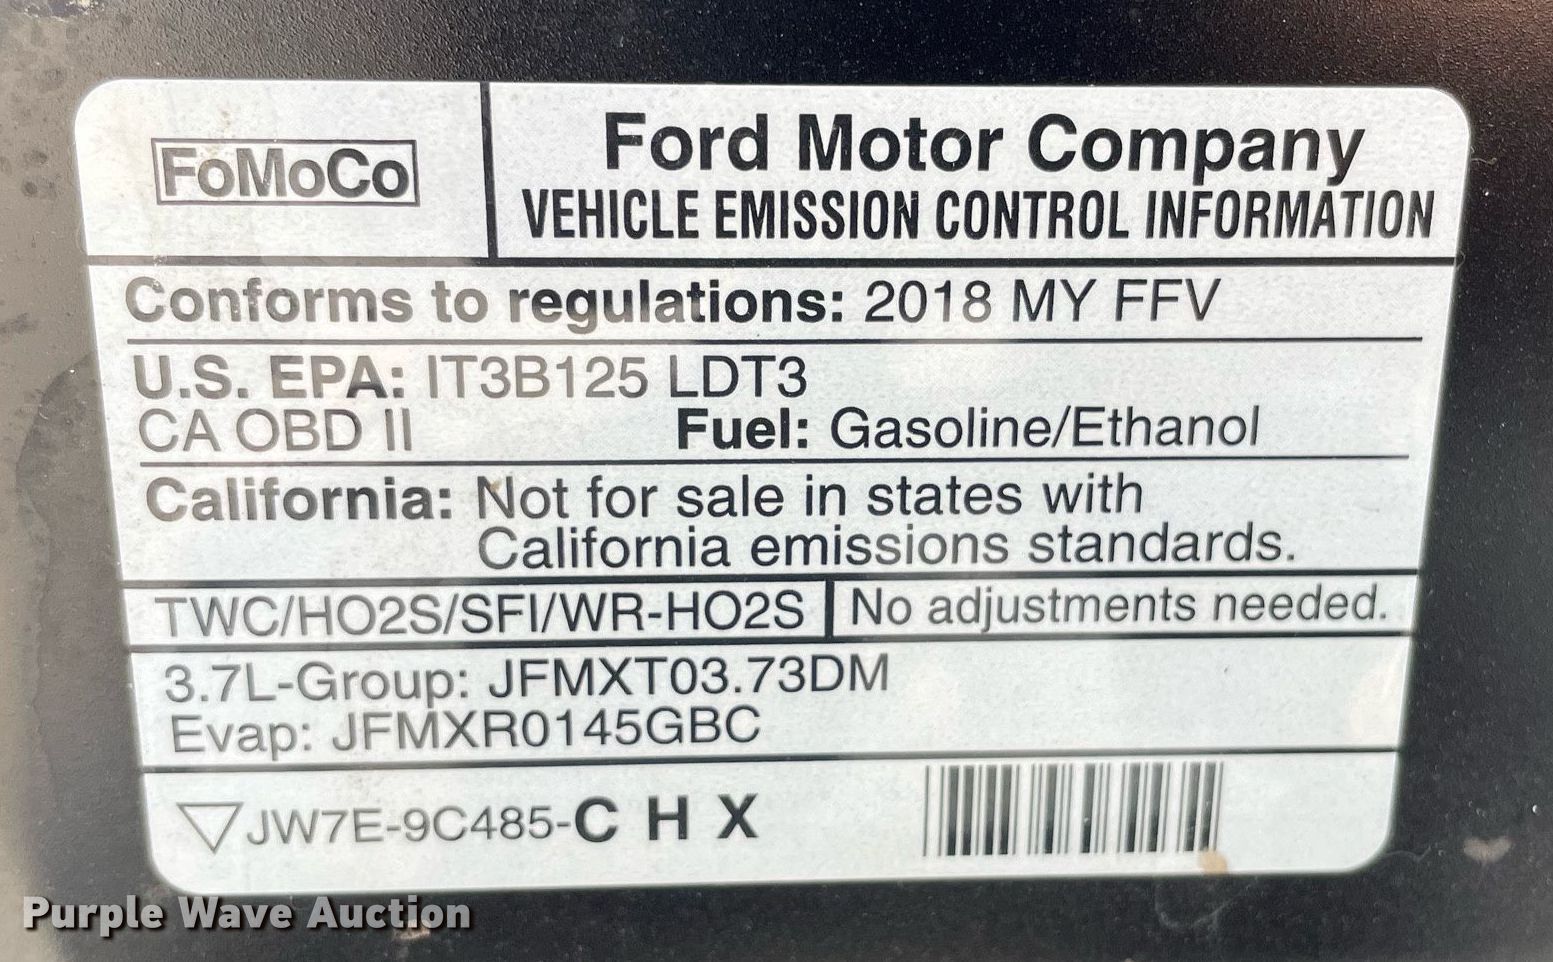 FoMoCo
Ford Motor Company
VEHICLE EMISSION CONTROL INFORMATION
Conforms to regulations: 2018 MY FFV
U.S. EPA: IT3B125 LDT3
CA OBD II Fuel: Gasoline/Ethanol
California: Not for sale in states with
California emissions standards.
TWC/HO2S/SFI/WR-HO2S No adjustments needed.
3.7L-Group: JFMXT03.73DM
Evap: JFMXR0145GBC
JW7E-9C485-C H X
Purple Wave Auction